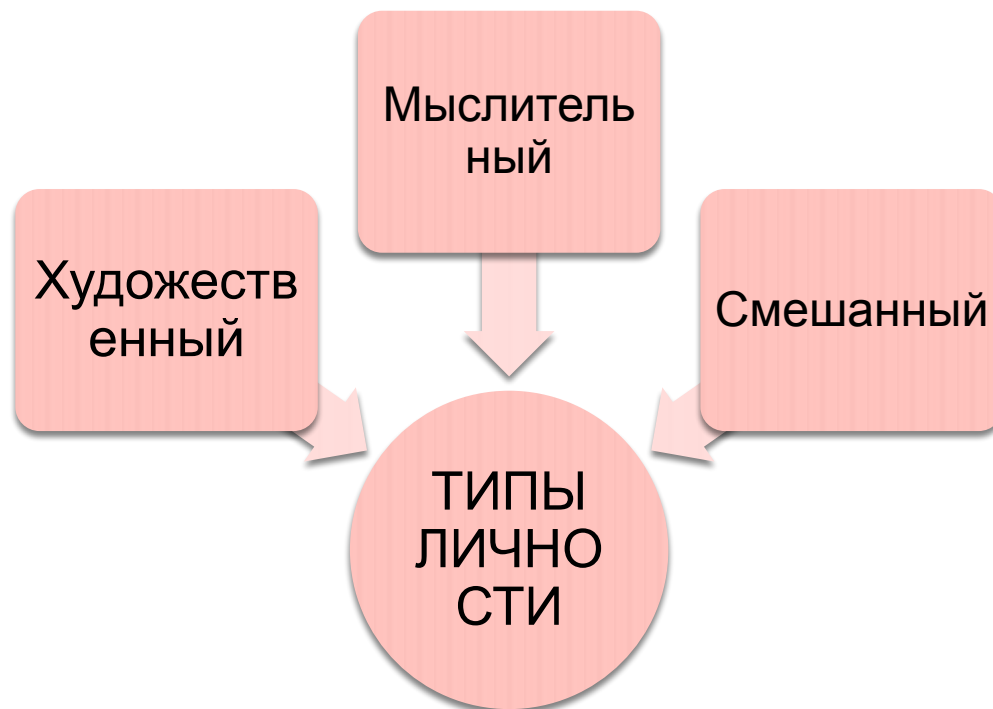 Мыслитель
ный
Художеств
енный
Смешанный
ТИПЫ
ЛИЧНО
СТИ